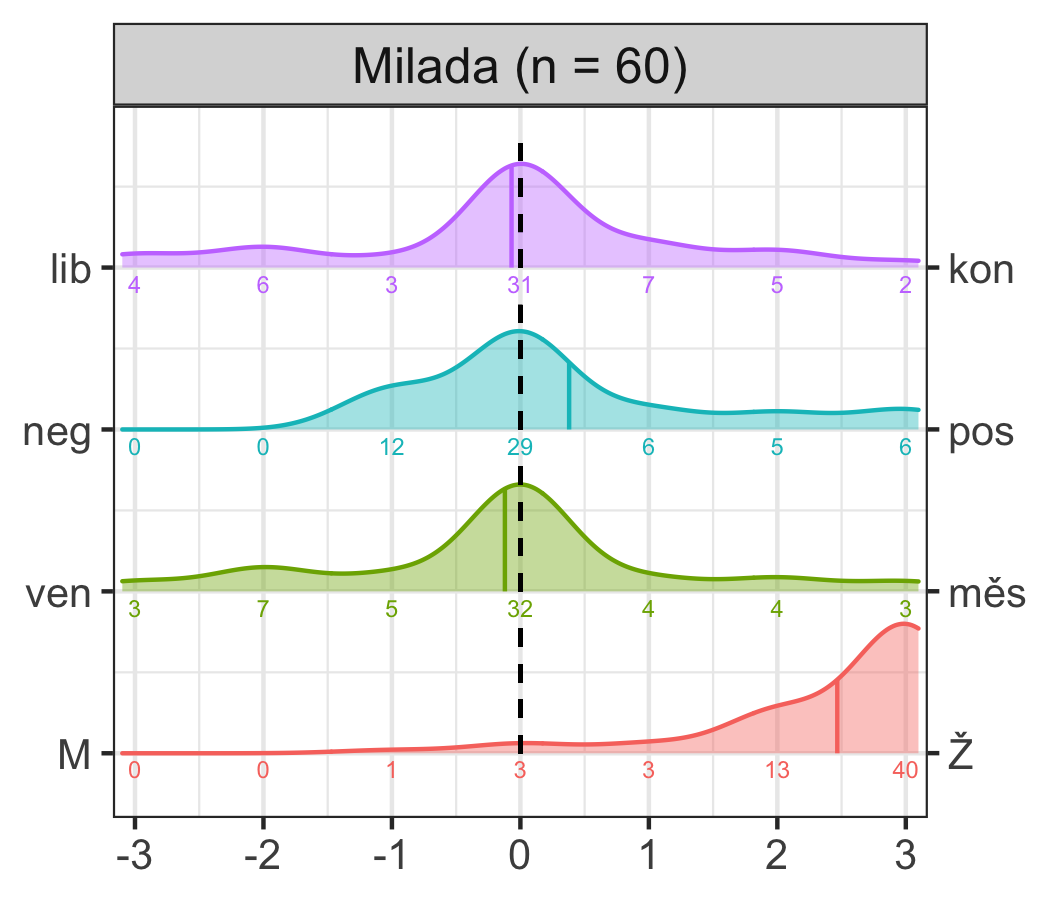 Milada (n = 60)
lib kon
4 6 3 31 7 5 2
neg pos
0 0 12 29 6 5 6
ven měs
3 7 5 32 4 4 3
M Ž
0 0 1 3 3 13 40
-3 -2 -1 0 1 2 3